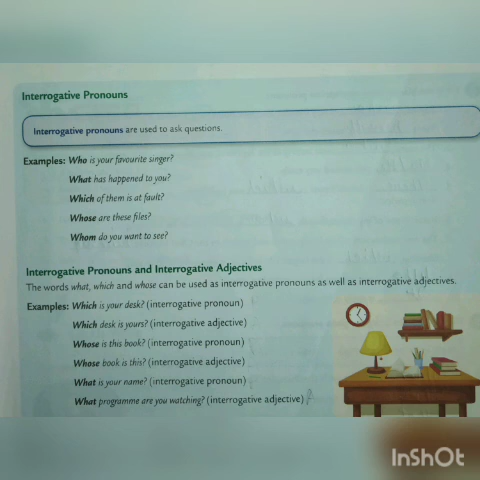 Interrogative Pronouns
Interrogative pronouns are used to ask questions.
Examples: Who is your favourite singer?
What has happened to you?
Which of them is at fault?
Whose are these files?
Whom do you want to see?
Interrogative Pronouns and Interrogative Adjectives
The words what, which and whose can be used as interrogative pronouns as well as interrogative adjectives.
Examples: Which is your desk? (interrogative pronoun)
Which desk is yours? (interrogative adjective)
Whose is this book? (interrogative pronoun)
Whose book is this? (interrogative adjective)
What is your name? (interrogative pronoun)
What programme are you watching? (interrogative adjective)
InShOt